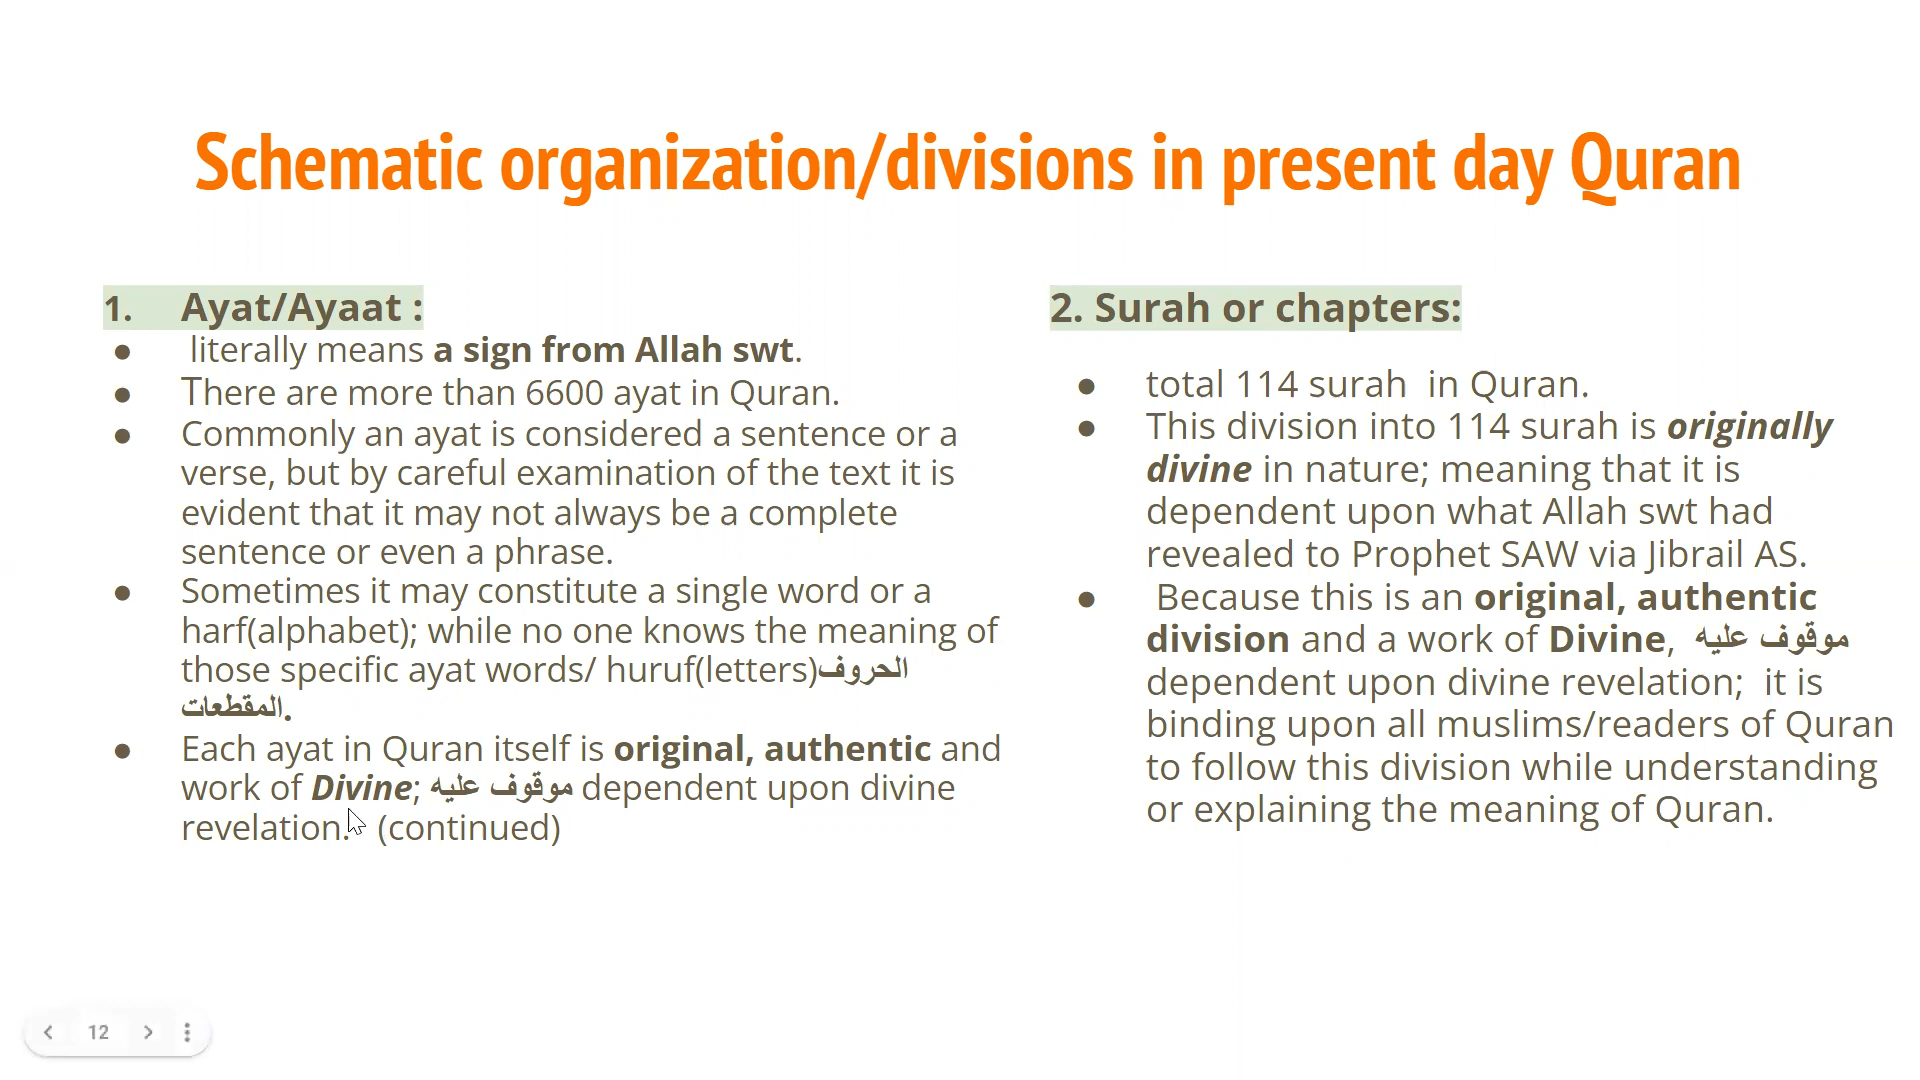 Schematic organization/divisions in present day Quran
1. Ayat/Ayaat :
● literally means a sign from Allah swt.
● There are more than 6600 ayat in Quran.
● Commonly an ayat is considered a sentence or a
verse, but by careful examination of the text it is
evident that it may not always be a complete
sentence or even a phrase.
● Sometimes it may constitute a single word or a
harf(alphabet); while no one knows the meaning of
those specific ayat words/ huruf(letters)الحروف
المقطعات.
● Each ayat in Quran itself is original, authentic and
work of Divine; موقوف عليه dependent upon divine
revelation. (continued)
2. Surah or chapters:
● total 114 surah in Quran.
● This division into 114 surah is originally
divine in nature; meaning that it is
dependent upon what Allah swt had
revealed to Prophet SAW via Jibrail AS.
● Because this is an original, authentic
division and a work of Divine, موقوف عليه
dependent upon divine revelation; it is
binding upon all muslims/readers of Quran
to follow this division while understanding
or explaining the meaning of Quran.
12